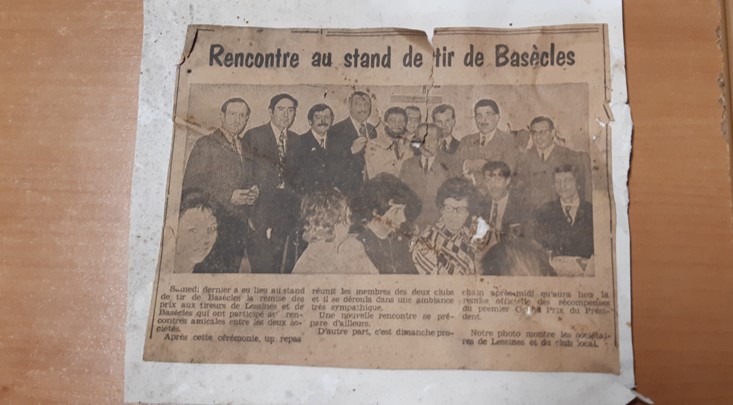 Rencontre au stand de tir de Basècles
Samedi dernier a eu lieu au stand
de tir de Basècles la remise des
prix aux tireurs de Lessines et de
Basècles qui ont participé aux ren-
contres amicales entre les deux so-
ciétés.
Après cette cérémonie, un repas
réunit les membres des deux clubs
et il se déroula dans une ambiance
très sympathique.
Une nouvelle rencontre se pré-
pare d'ailleurs.
D'autre part, c'est dimanche pro-
chain après-midi qu'aura lieu la
remise officielle des récompenses
du premier Grand Prix du Prési-
dent.
Notre photo montre les sociétai-
res de Lessines et du club local.